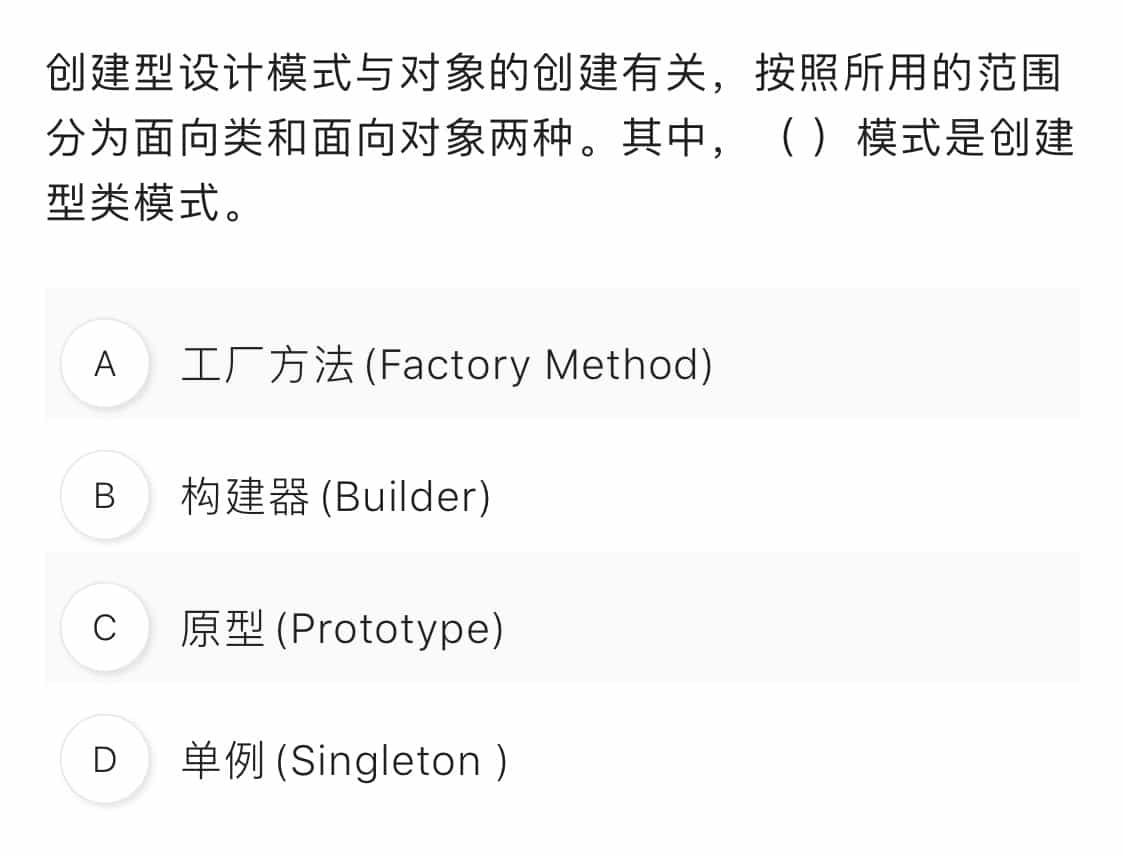 创建型设计模式与对象的创建有关，按照所用的范围
分为面向类和面向对象两种。其中，（ ）模式是创建
型类模式。
A 工厂方法(Factory Method)
B 构建器(Builder)
C 原型(Prototype)
D 单例(Singleton )